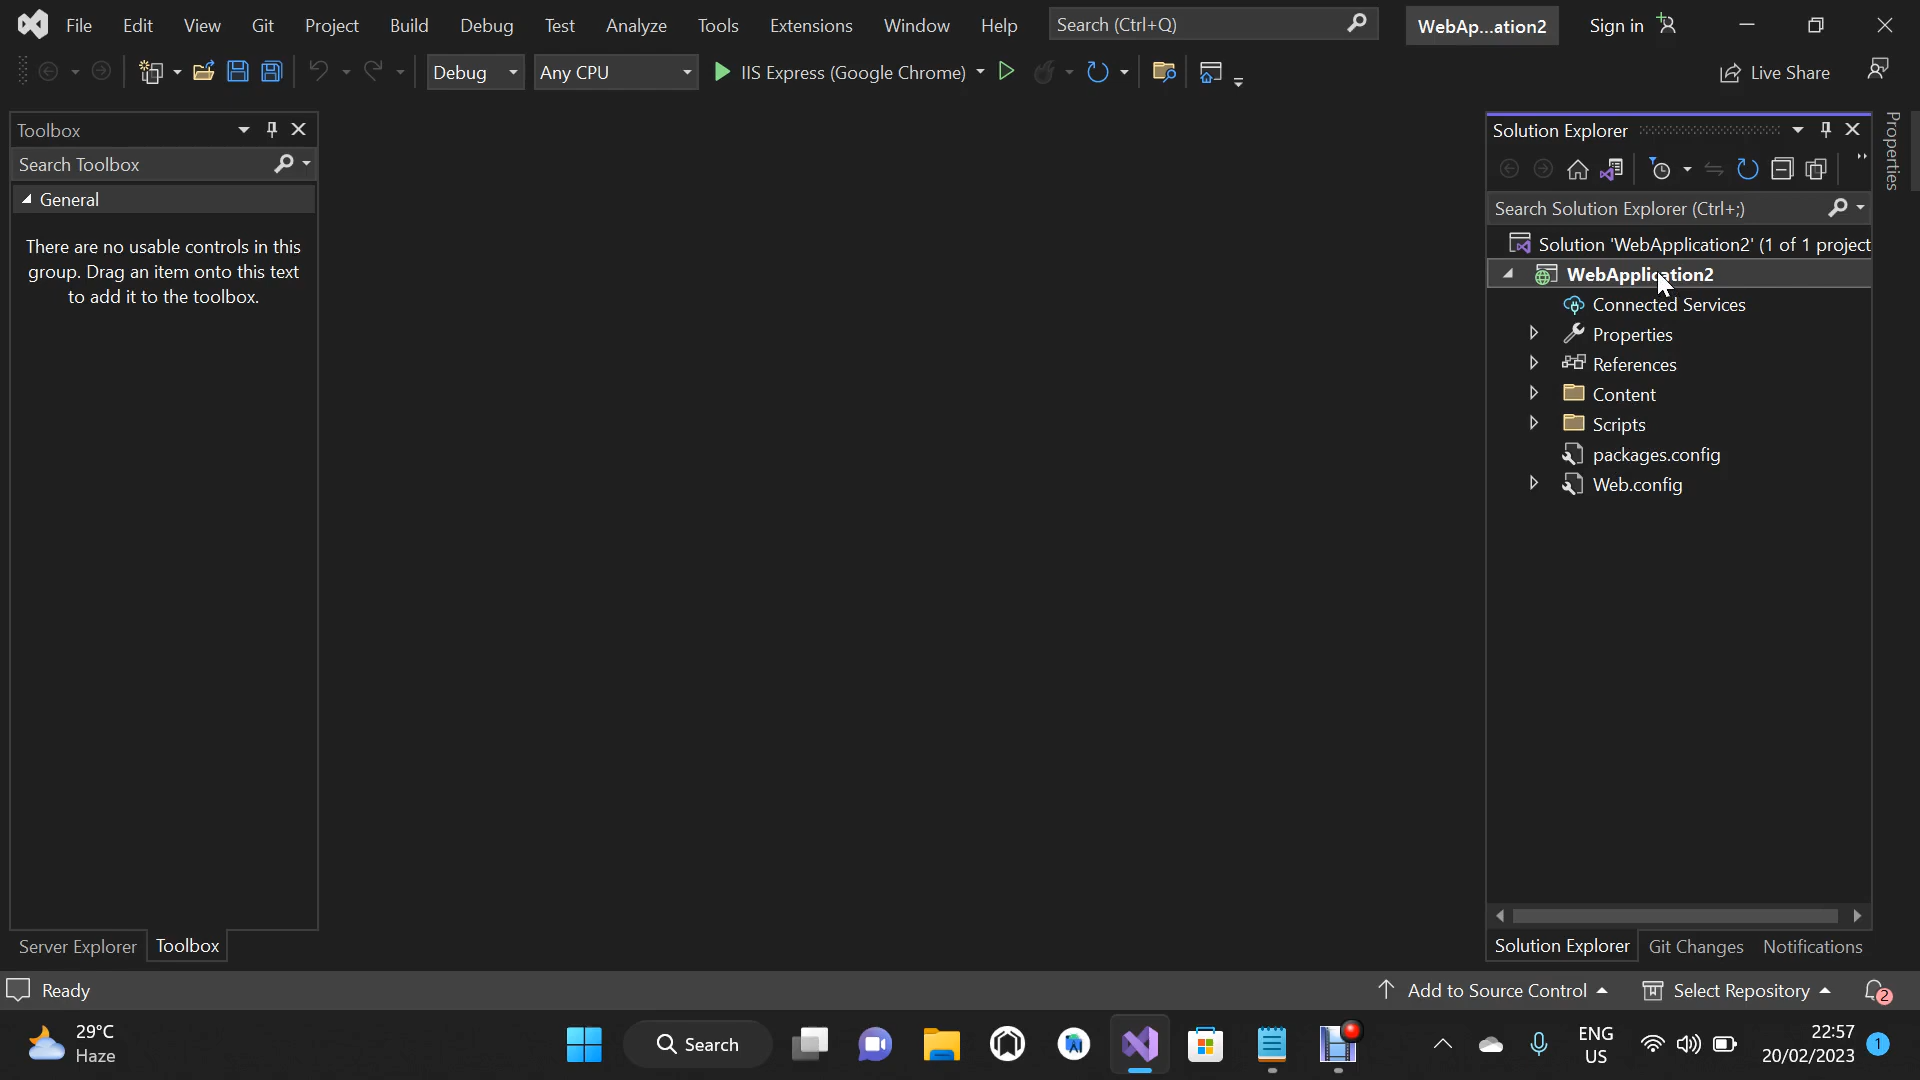 File Edit View Git Project Build Debug Test Analyze Tools Extensions Window Help Search (Ctrl+Q) WebAp...ation2 Sign in
Debug Any CPU IIS Express (Google Chrome) Live Share
Toolbox
Search Toolbox
General
There are no usable controls in this
group. Drag an item onto this text
to add it to the toolbox.
Server Explorer Toolbox
Solution Explorer
Search Solution Explorer (Ctrl+;)
Solution 'WebApplication2' (1 of 1 project
WebApplication2
Connected Services
Properties
References
Content
Scripts
packages.config
Web.config
Solution Explorer Git Changes Notifications
Properties
Ready Add to Source Control Select Repository 2
29°C
Haze
Search
ENG
US
22:57
20/02/2023
1